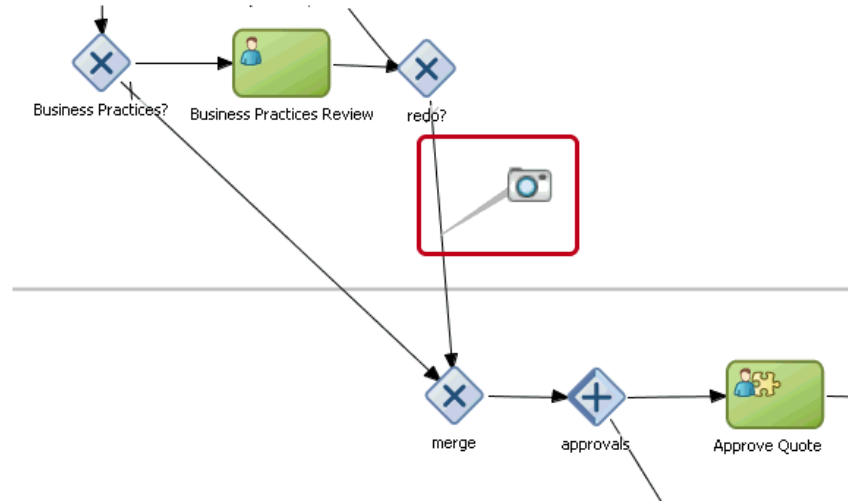 Business Practices?
Business Practices Review
redo?
merge
approvals
Approve Quote